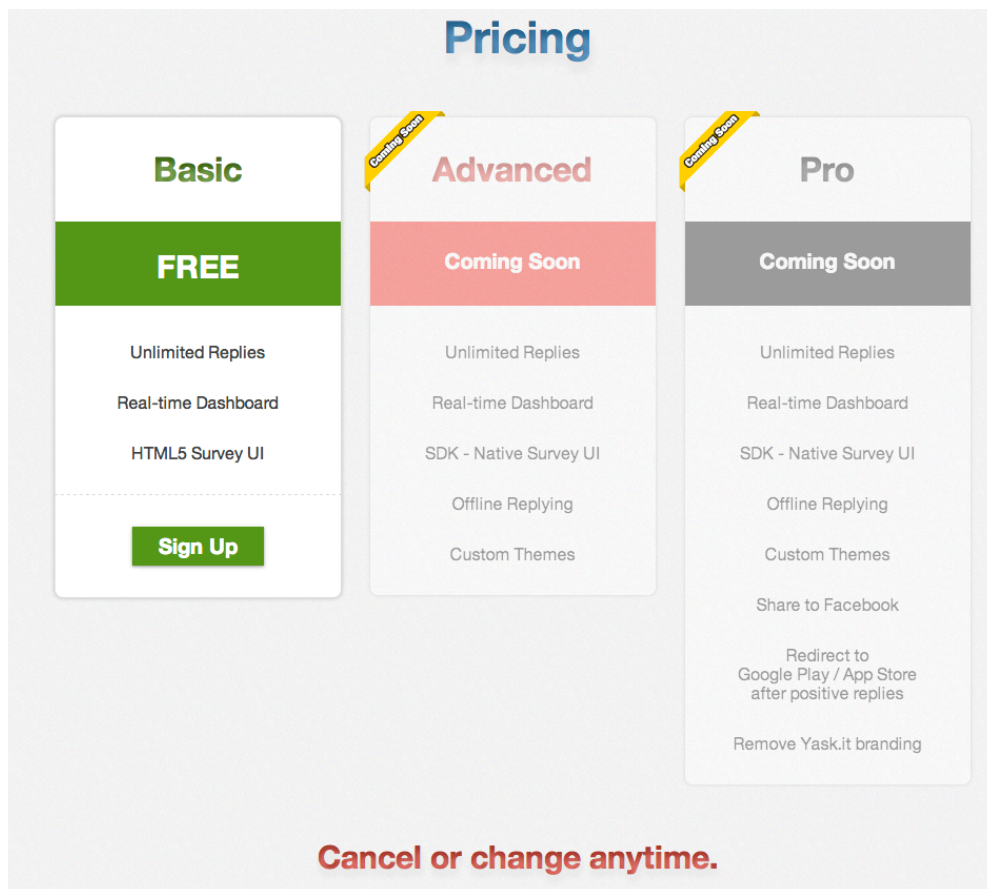 Pricing
Basic
FREE
Unlimited Replies
Real-time Dashboard
HTML5 Survey UI
Sign Up
Coming Soon
Advanced
Coming Soon
Unlimited Replies
Real-time Dashboard
SDK - Native Survey UI
Offline Replying
Custom Themes
Coming Soon
Pro
Coming Soon
Unlimited Replies
Real-time Dashboard
SDK - Native Survey UI
Offline Replying
Custom Themes
Share to Facebook
Redirect to
Google Play / App Store
after positive replies
Remove Yask.it branding
Cancel or change anytime.